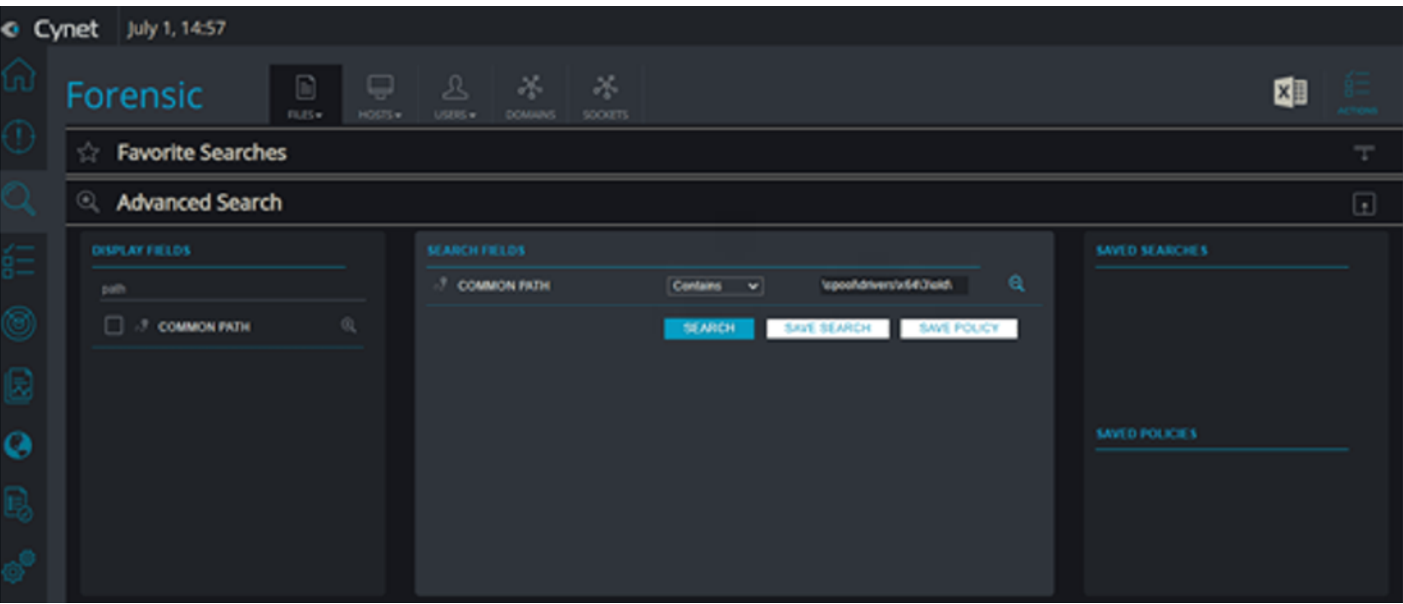 Cynet July 1, 14:57
Forensic
FILES HOSTS USERS DOMAINS SOCKETS
ACTIONS
Favorite Searches
Advanced Search
DISPLAY FIELDS
path
COMMON PATH
SEARCH FIELDS
COMMON PATH Contains \spool\drivers\x64\3\old\
SEARCH SAVE SEARCH SAVE POLICY
SAVED SEARCHES
SAVED POLICIES